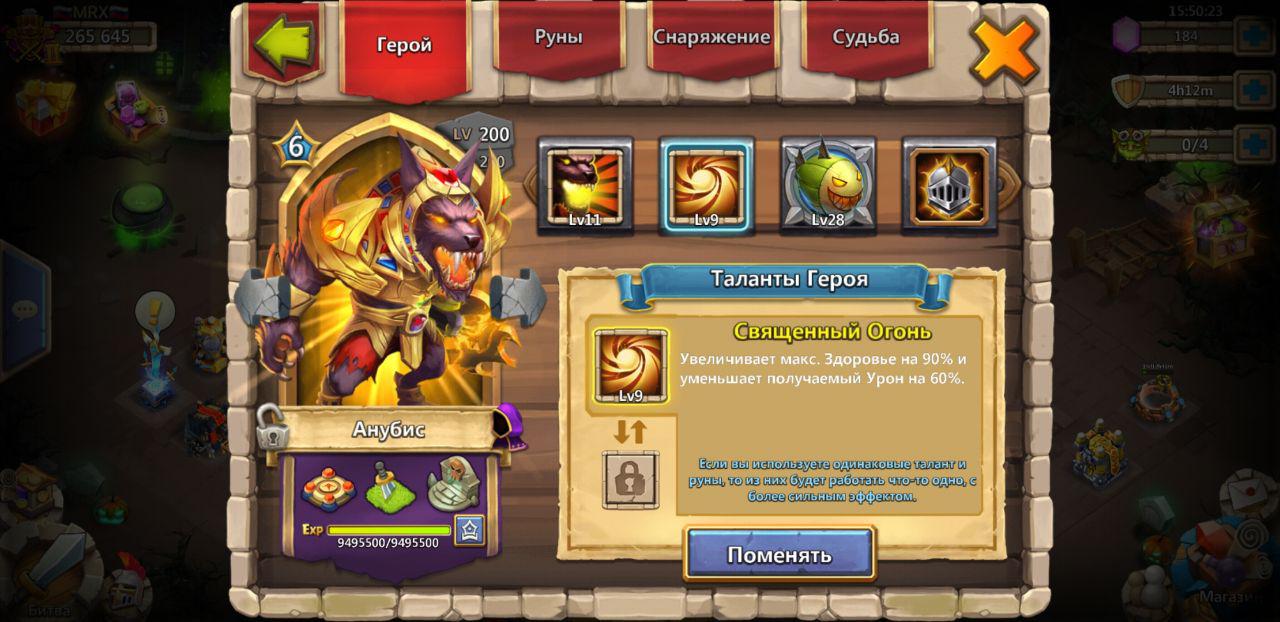 MRX
265 645
Герой
Руны
Снаряжение
Судьба
15:50:23
184
4h12m
0/4
6
LV 200
Lv11
Lv9
Lv28
Таланты Героя
Священный Огонь
Увеличивает макс. Здоровье на 90% и
уменьшает получаемый Урон на 60%.
Lv9
Если вы используете одинаковые талант и
руны, то из них будет работать что-то одно, с
более сильным эффектом.
Поменять
Анубис
Exp
9495500/9495500
Битва
Магазин